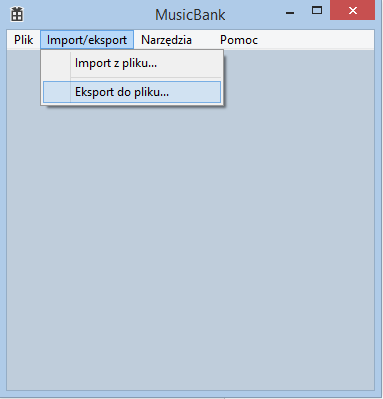 MusicBank
Plik Import/eksport Narzędzia Pomoc
Import z pliku...
Eksport do pliku...